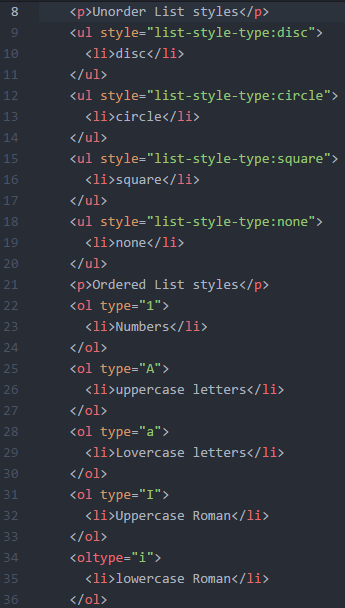 8 <p>Unorder List styles</p>
9 <ul style="list-style-type:disc">
10 <li>disc</li>
11 </ul>
12 <ul style="list-style-type:circle">
13 <li>circle</li>
14 </ul>
15 <ul style="list-style-type:square">
16 <li>square</li>
17 </ul>
18 <ul style="list-style-type:none">
19 <li>none</li>
20 </ul>
21 <p>Ordered List styles</p>
22 <ol type="1">
23 <li>Numbers</li>
24 </ol>
25 <ol type="A">
26 <li>uppercase letters</li>
27 </ol>
28 <ol type="a">
29 <li>Lovercase letters</li>
30 </ol>
31 <ol type="I">
32 <li>Uppercase Roman</li>
33 </ol>
34 <oltype="i">
35 <li>lowercase Roman</li>
36 </ol>